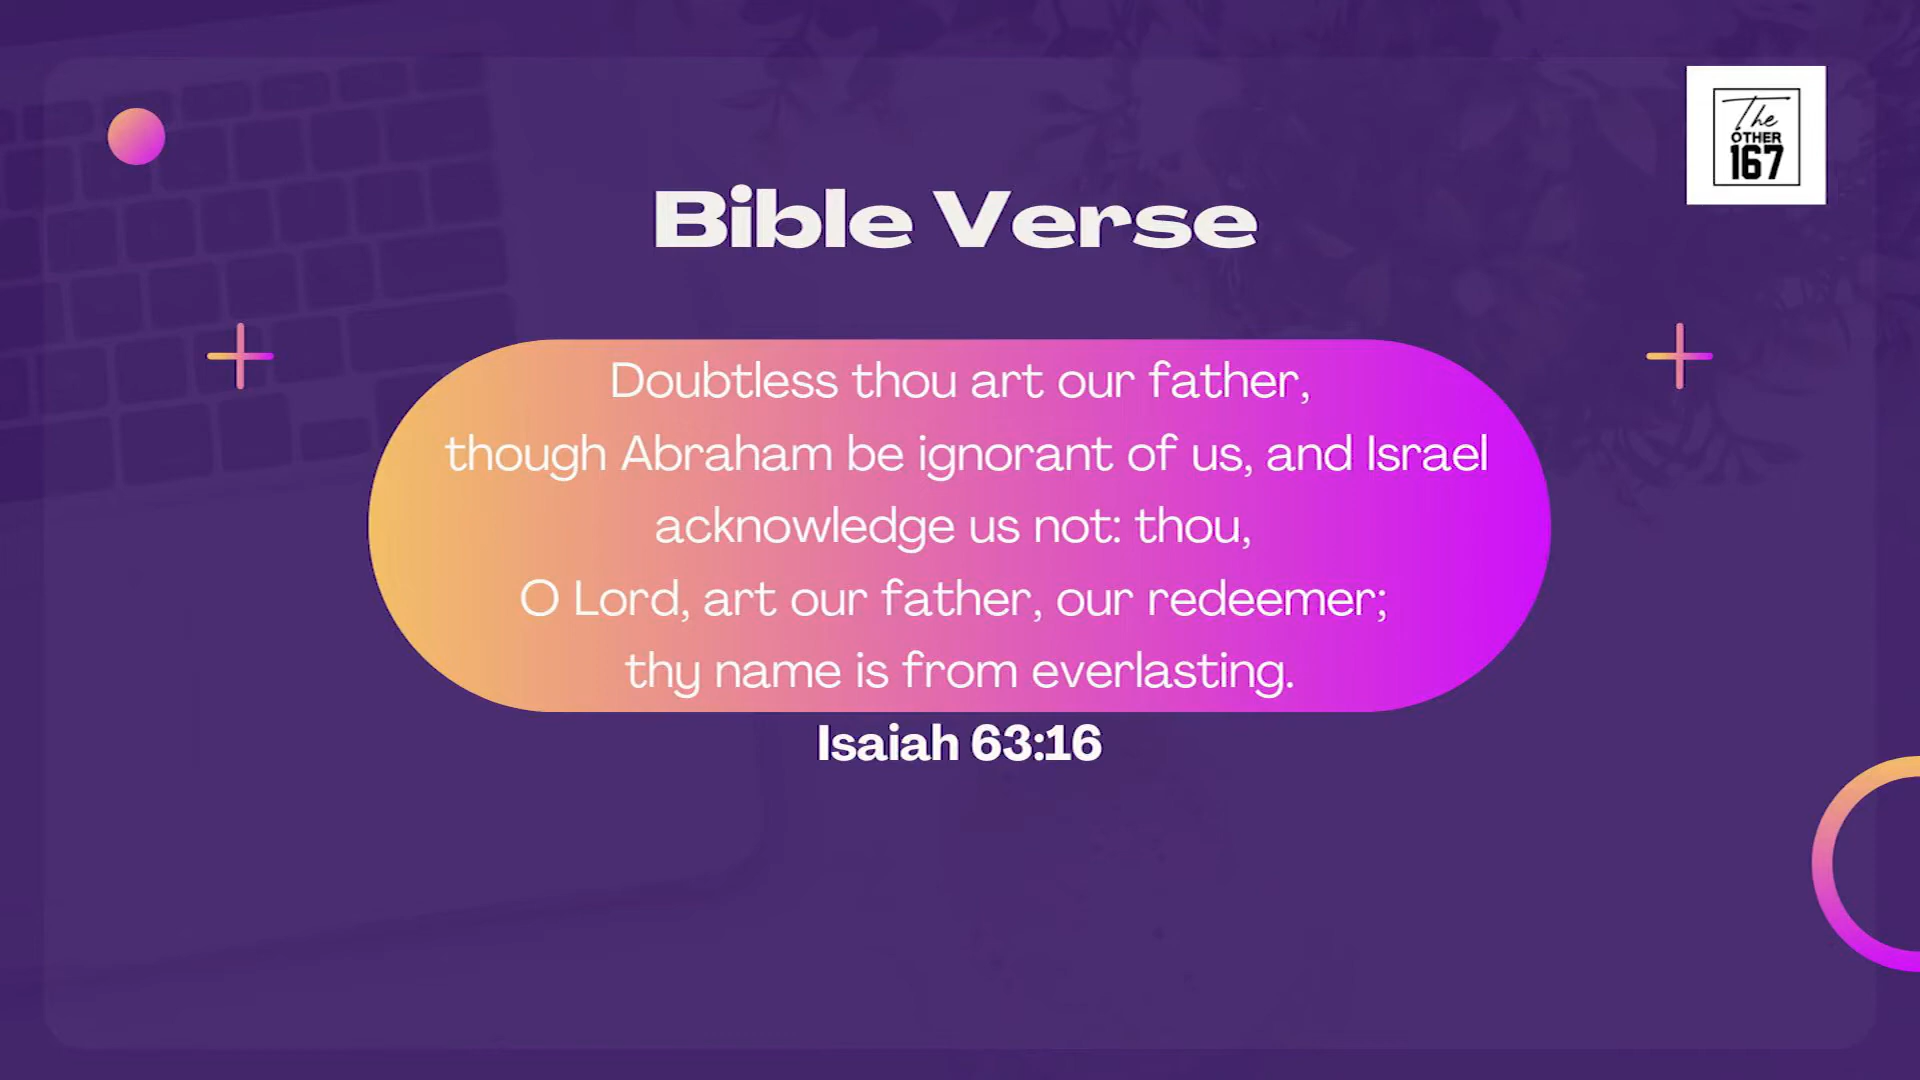 The
OTHER
167
Bible Verse
Doubtless thou art our father,
though Abraham be ignorant of us, and Israel
acknowledge us not: thou,
O Lord, art our father, our redeemer;
thy name is from everlasting.
Isaiah 63:16